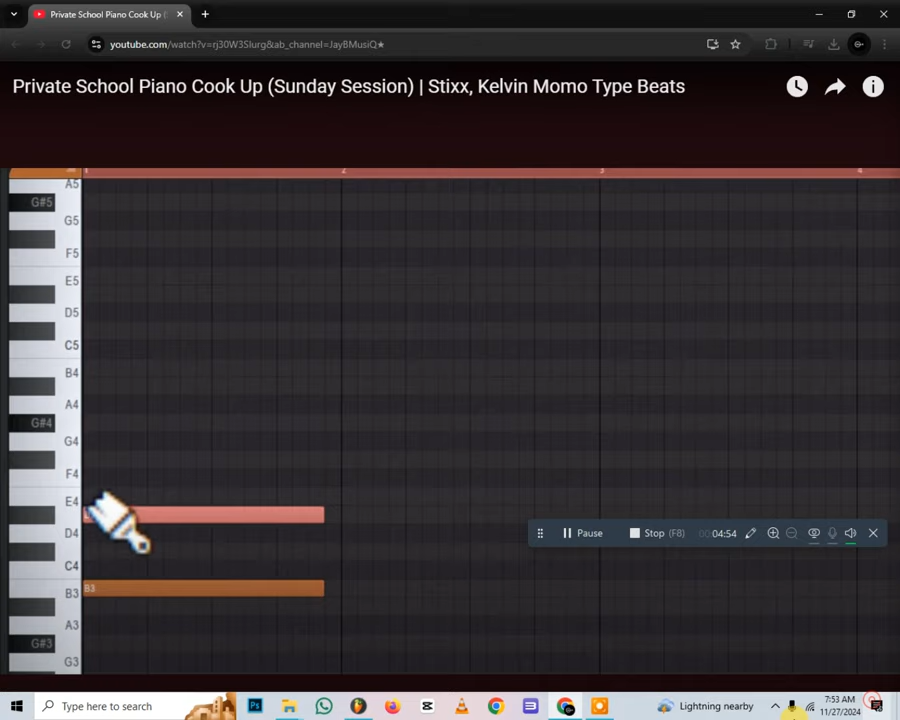 Private School Piano Cook Up (
youtube.com/watch?v=rj30W3Slurg&ab_channel=JayBMusiQ★
Private School Piano Cook Up (Sunday Session) | Stixx, Kelvin Momo Type Beats
1 2 3 4
A5
G#5
G5
F5
E5
D5
C5
B4
A4
G#4
G4
F4
E4
D4
Pause Stop (F8) 00:04:54
C4
B3 B3
A3
G#3
G3
Type here to search
Ps
Lightning nearby
7:53 AM
11/27/2024